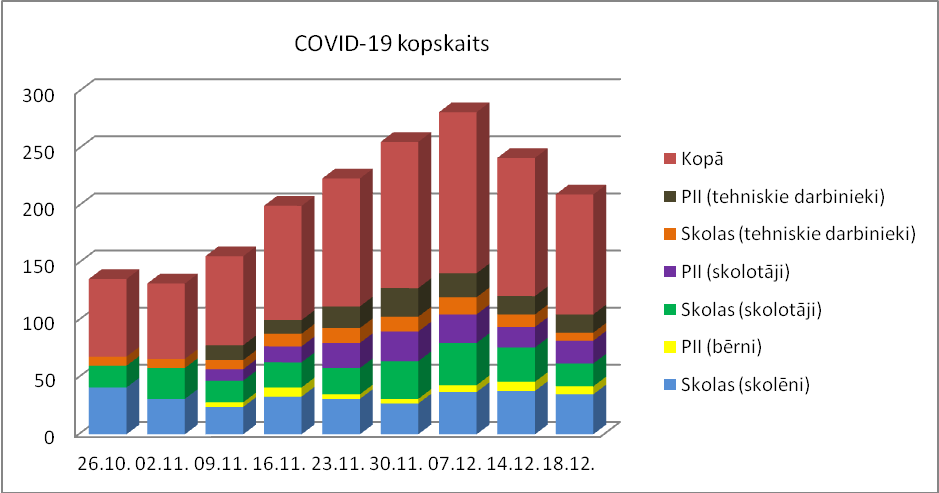 COVID-19 kopskaits
300
250
200
150
100
50
0
26.10. 02.11. 09.11. 16.11. 23.11. 30.11. 07.12. 14.12. 18.12.
Kopā
PII (tehniskie darbinieki)
Skolas (tehniskie darbinieki)
PII (skolotāji)
Skolas (skolotāji)
PII (bērni)
Skolas (skolēni)